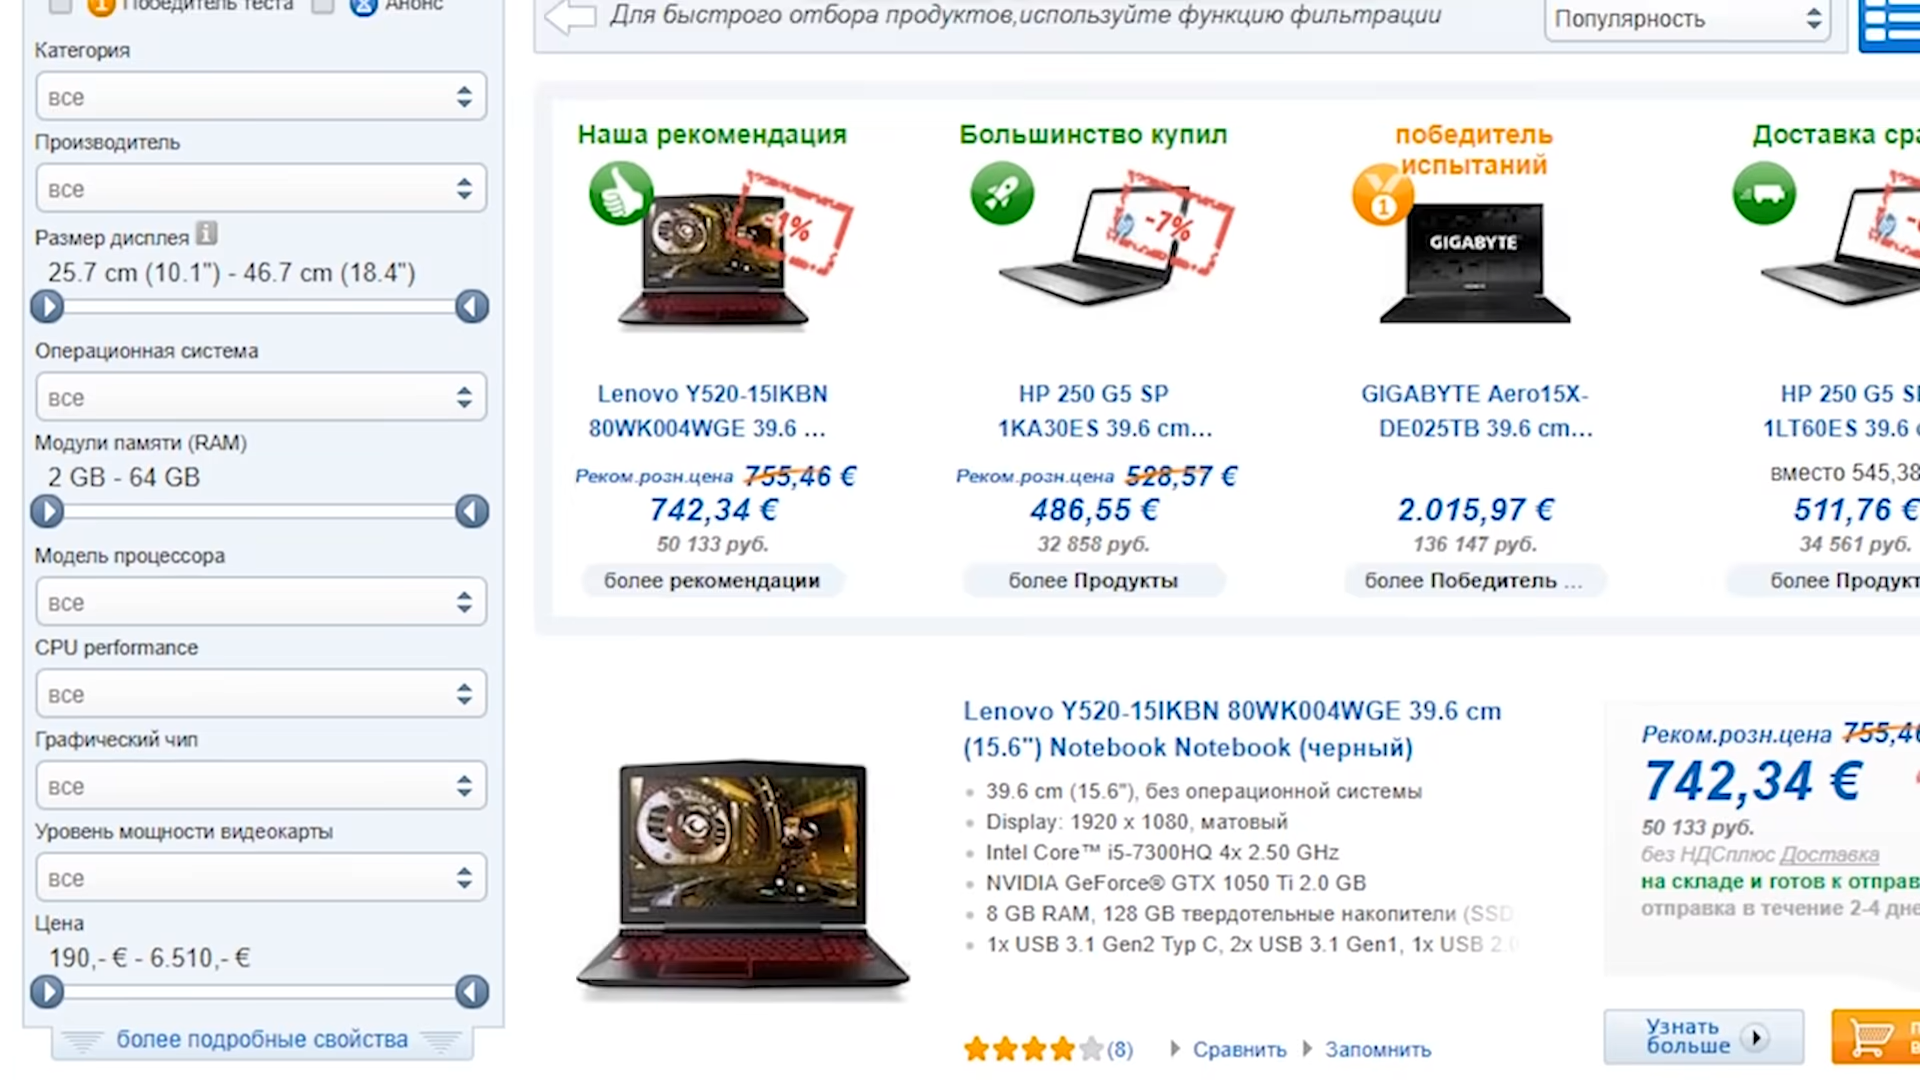 Победитель теста Анонс
Категория
все
Производитель
все
Размер дисплея
25.7 cm (10.1") - 46.7 cm (18.4")
Операционная система
все
Модули памяти (RAM)
2 GB - 64 GB
Модель процессора
все
CPU performance
все
Графический чип
все
Уровень мощности видеокарты
все
Цена
190,- € - 6.510,- €
более подробные свойства
Для быстрого отбора продуктов,используйте функцию фильтрации
Популярность
Наша рекомендация
-1%
Lenovo Y520-15IKBN
80WK004WGE 39.6 ...
Реком.розн.цена 755,46 €
742,34 €
50 133 руб.
более рекомендации
Большинство купил
-7%
HP 250 G5 SP
1KA30ES 39.6 cm...
Реком.розн.цена 528,57 €
486,55 €
32 858 руб.
более Продукты
победитель
испытаний
1
GIGABYTE
GIGABYTE Aero15X-
DE025TB 39.6 cm...
2.015,97 €
136 147 руб.
более Победитель ...
Доставка
HP 250 G5
1LT60ES 39.6
вместо 545,38
511,76 €
34 561 руб.
более
Lenovo Y520-15IKBN 80WK004WGE 39.6 cm
(15.6") Notebook Notebook (черный)
39.6 cm (15.6"), без операционной системы
Display: 1920 x 1080, матовый
Intel Core™ i5-7300HQ 4x 2.50 GHz
NVIDIA GeForce® GTX 1050 Ti 2.0 GB
8 GB RAM, 128 GB твердотельные накопители (SSD
1x USB 3.1 Gen2 Typ C, 2x USB 3.1 Gen1, 1x USB 2.0
(8) Сравнить Запомнить
Реком.розн.цена 755,46
742,34 €
50 133 руб.
без НДСплюс Доставка
на складе и готов к
отправка в течение 2-4
Узнать
больше